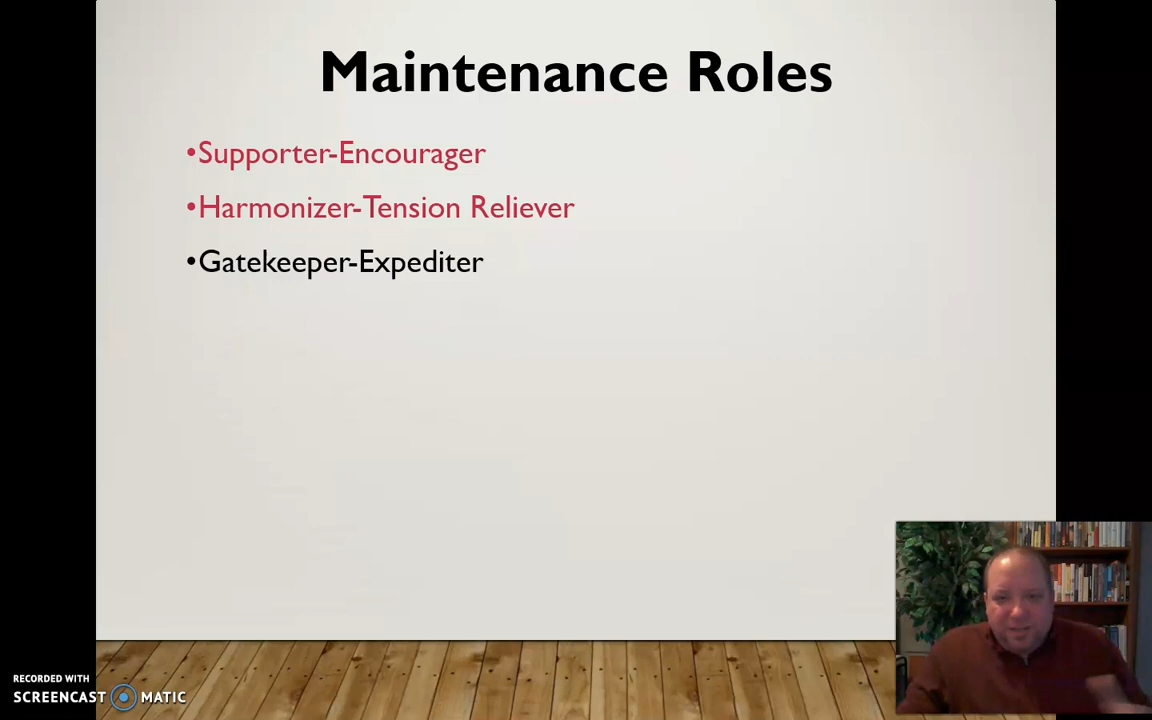 Maintenance Roles
•Supporter-Encourager
•Harmonizer-Tension Reliever
•Gatekeeper-Expediter
RECORDED WITH
SCREENCAST MATIC